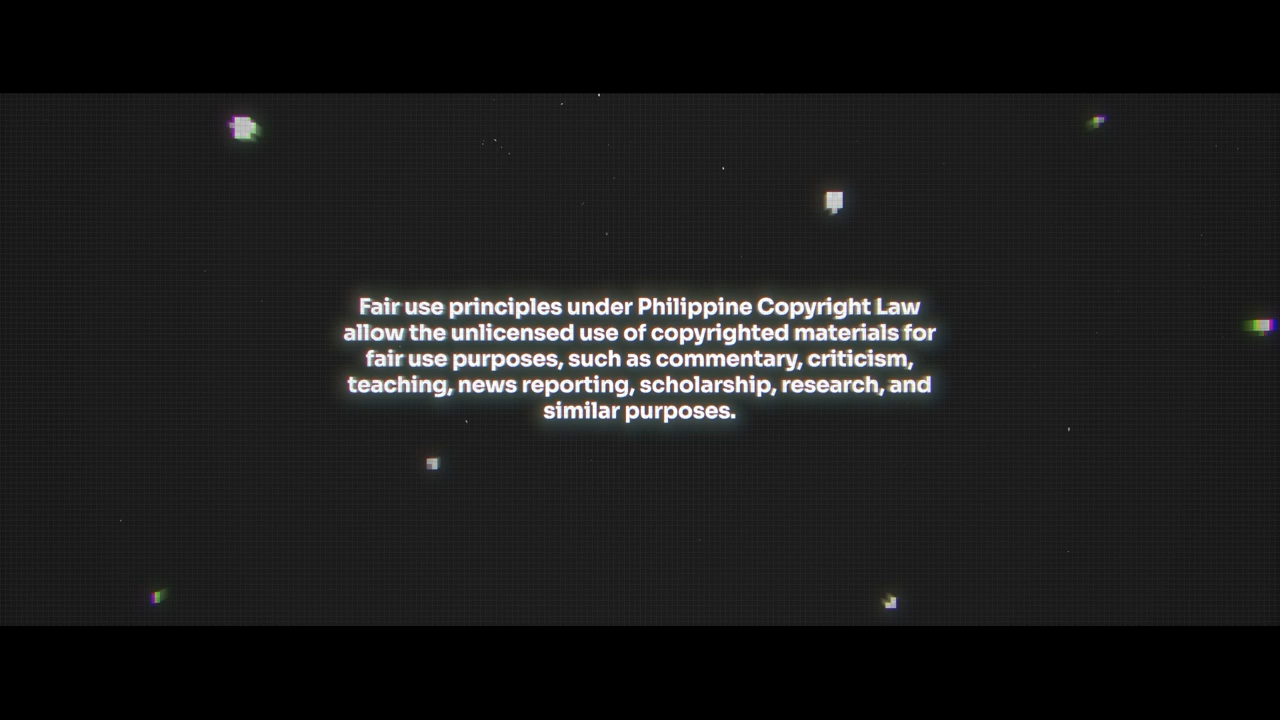 Fair use principles under Philippine Copyright Law
allow the unlicensed use of copyrighted materials for
fair use purposes, such as commentary, criticism,
teaching, news reporting, scholarship, research, and
similar purposes.